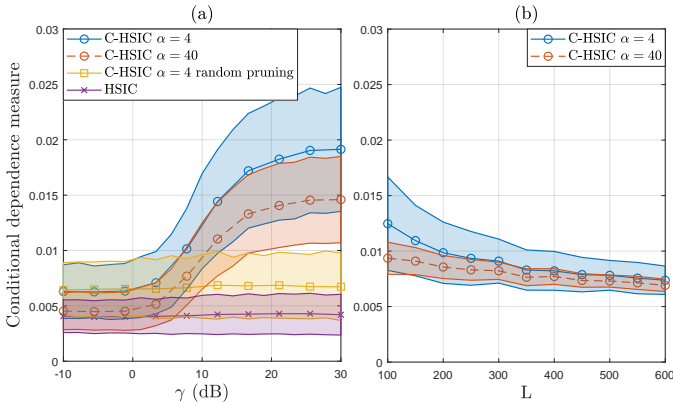 (a)
(b)
Conditional dependence measure
0.03
0.025
0.02
0.015
0.01
0.005
0
C-HSIC α = 4
C-HSIC α = 40
C-HSIC α = 4 random pruning
HSIC
-10
0
10
20
30
γ (dB)
0.03
0.025
0.02
0.015
0.01
0.005
0
C-HSIC α = 4
C-HSIC α = 40
100
200
300
400
500
600
L